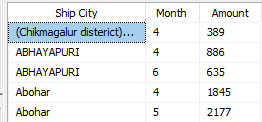 Ship City Month Amount
(Chikmagalur disterict)... 4 389
ABHAYAPURI 4 886
ABHAYAPURI 6 635
Abohar 4 1845
Abohar 5 2177